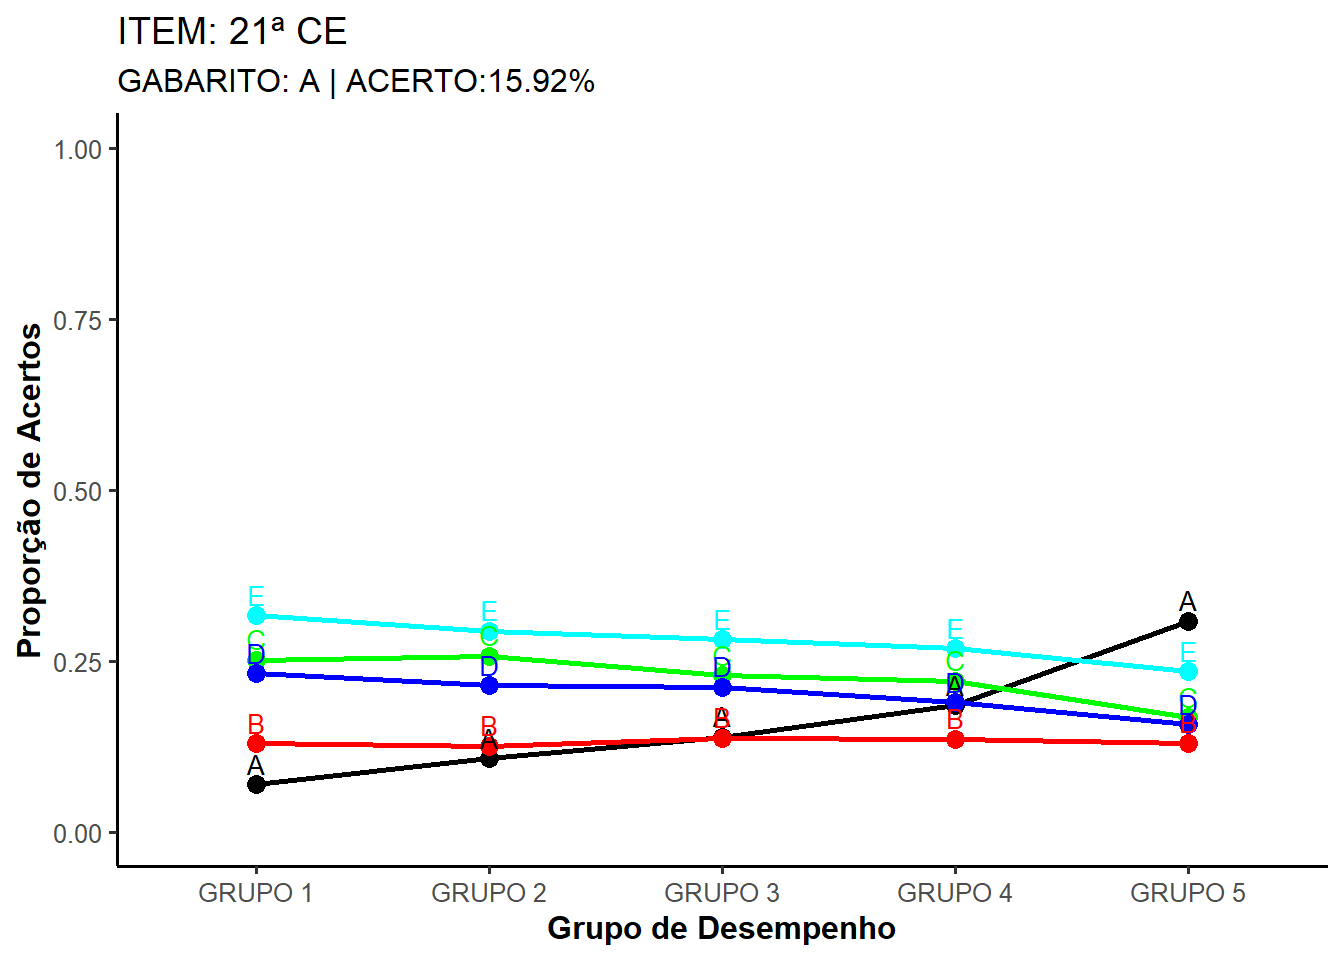 ITEM: 21ª CE
GABARITO: A | ACERTO:15.92%
Proporção de Acertos
1.00
0.75
0.50
0.25
0.00
E E E E E
C C C C C
D D D D D
B B B B B
A A A A A
GRUPO 1 GRUPO 2 GRUPO 3 GRUPO 4 GRUPO 5
Grupo de Desempenho